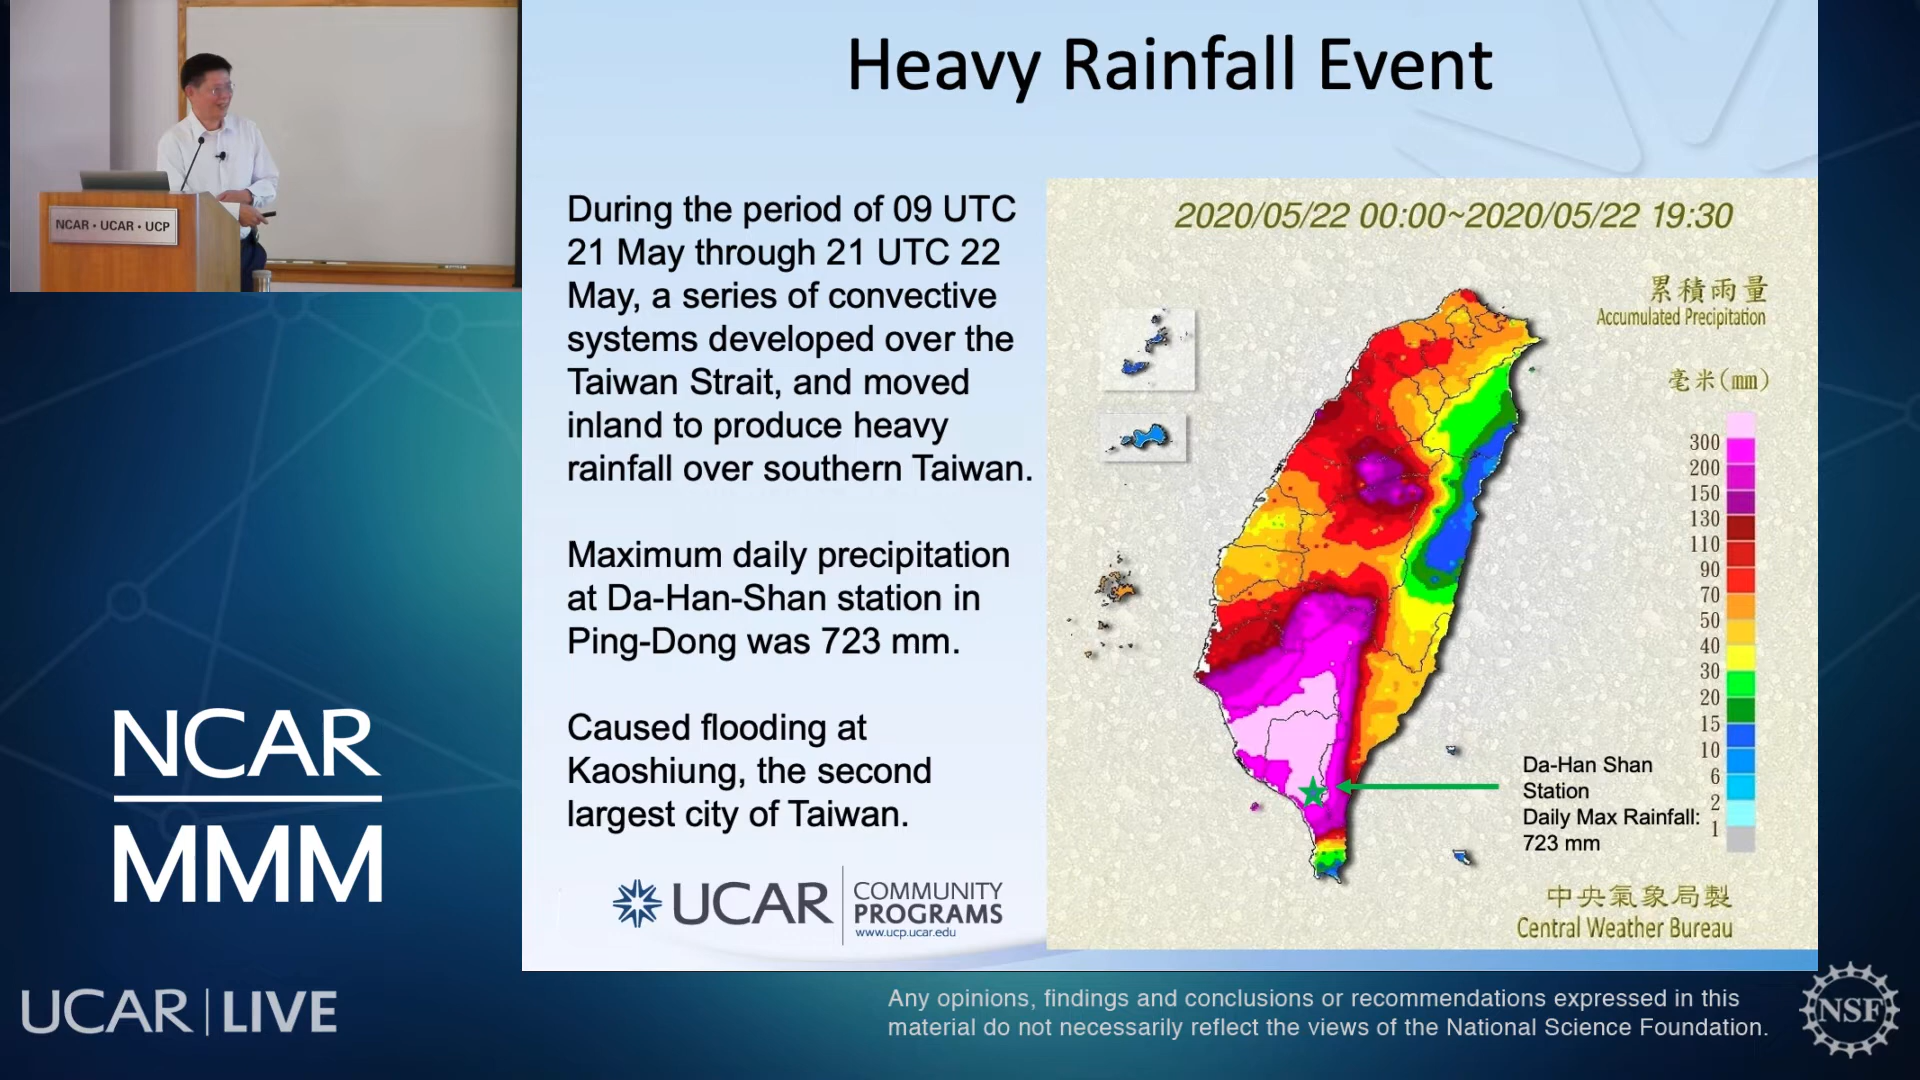 Heavy Rainfall Event
NCAR • UCAR • UCP
During the period of 09 UTC
21 May through 21 UTC 22
May, a series of convective
systems developed over the
Taiwan Strait, and moved
inland to produce heavy
rainfall over southern Taiwan.
Maximum daily precipitation
at Da-Han-Shan station in
Ping-Dong was 723 mm.
Caused flooding at
Kaoshiung, the second
largest city of Taiwan.
UCAR
COMMUNITY
PROGRAMS
www.ucp.ucar.edu
2020/05/22 00:00~2020/05/22 19:30
累積雨量
Accumulated Precipitation
毫米(mm)
300
200
150
130
110
90
70
50
40
30
20
15
10
6
2
1
Da-Han Shan
Station
Daily Max Rainfall:
723 mm
中央氣象局製
Central Weather Bureau
NCAR
MMM
UCAR | LIVE
Any opinions, findings and conclusions or recommendations expressed in this
material do not necessarily reflect the views of the National Science Foundation.
NSF